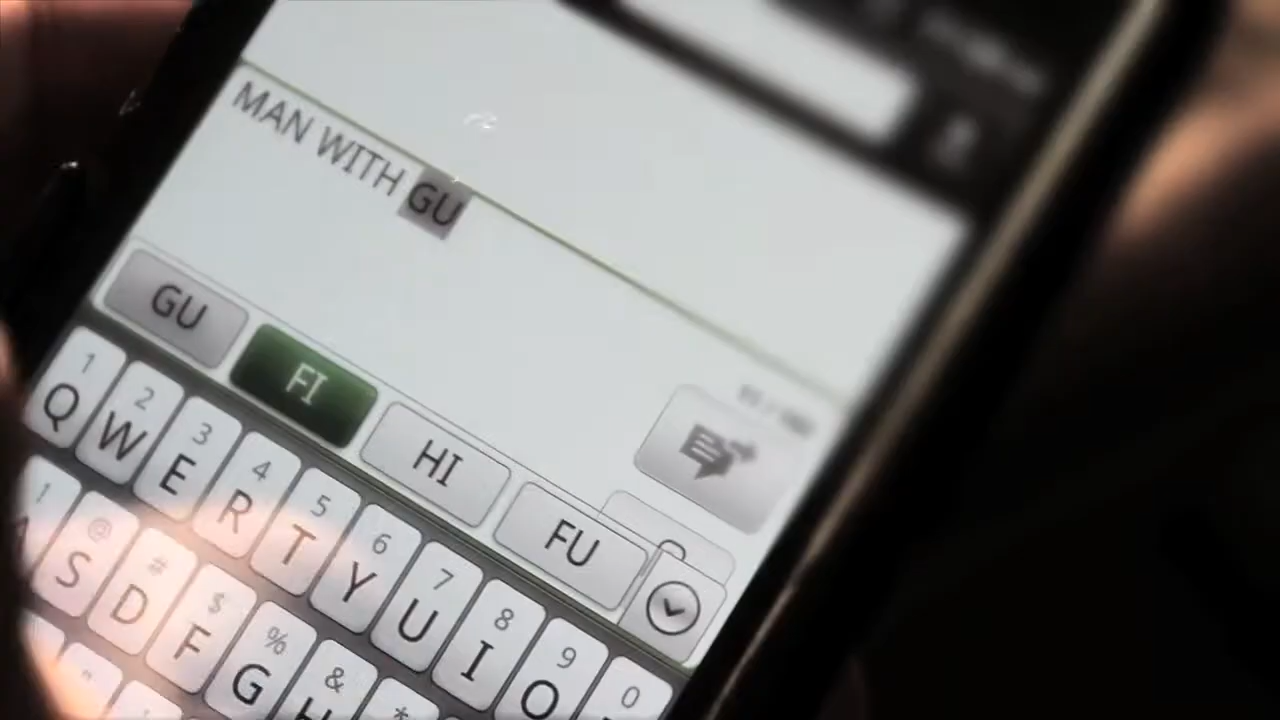 MAN WITH GU
GU FI HI FU
1 2 3 4 5 6 7 8 9 0
Q W E R T Y U I O
! @ # $ % & *
A S D F G H
"